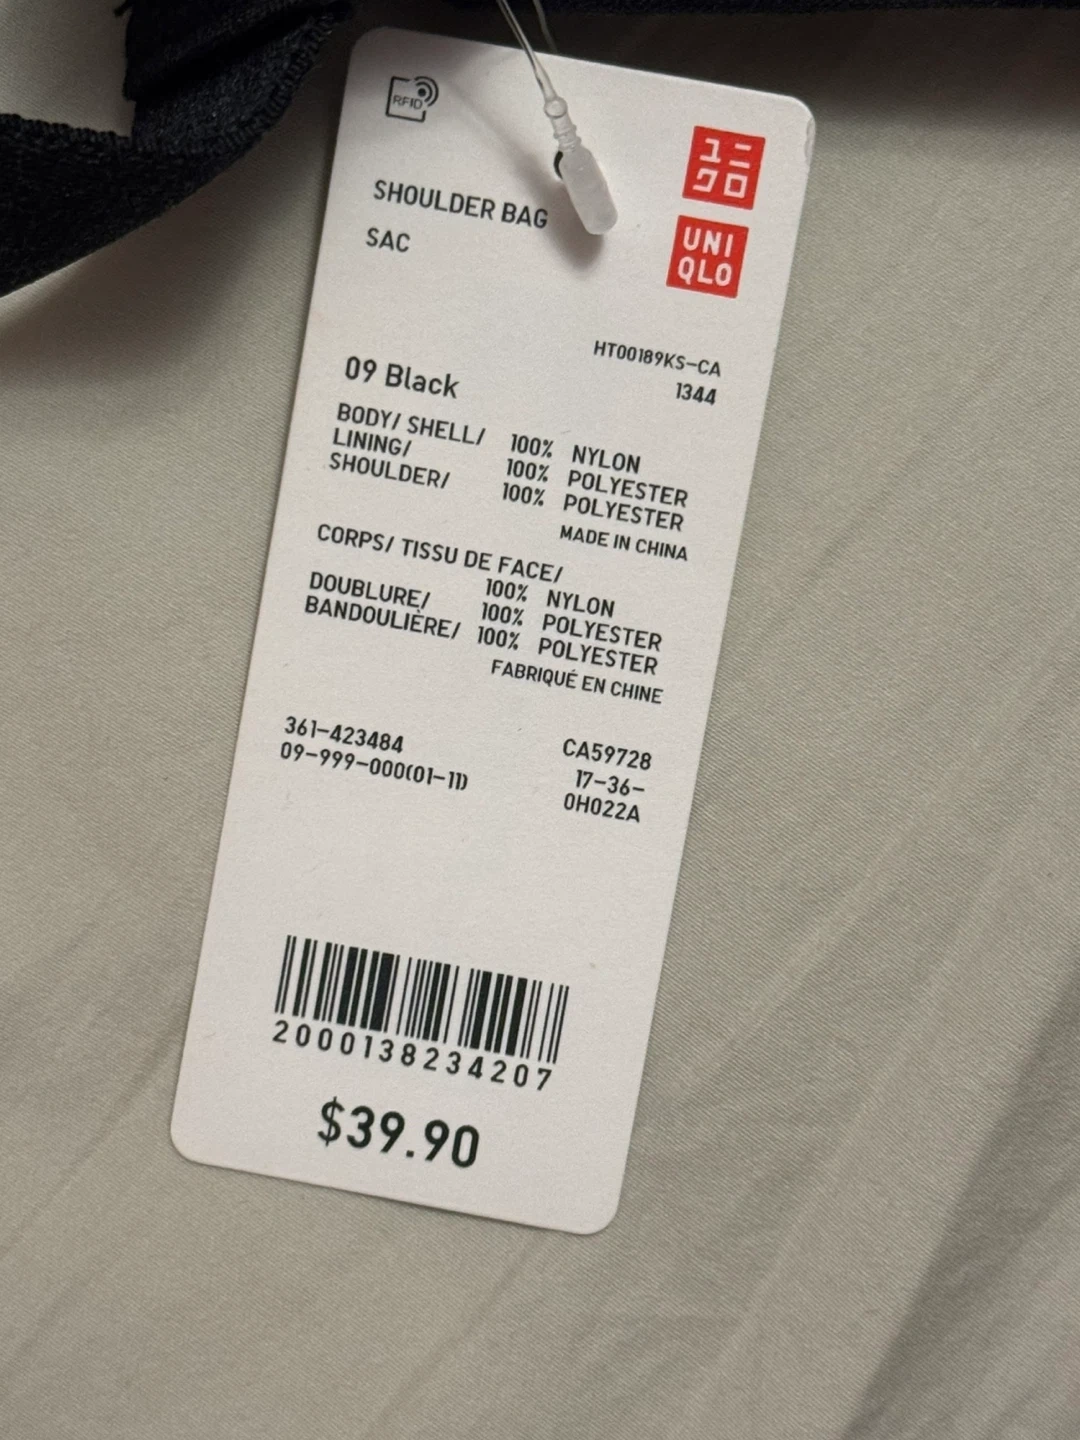 RFID
ユニ
クロ
UNI
QLO
SHOULDER BAG
SAC
HT00189KS-CA
1344
09 Black
BODY/ SHELL/ 100% NYLON
LINING/ 100% POLYESTER
SHOULDER/ 100% POLYESTER
MADE IN CHINA
CORPS/ TISSU DE FACE/
100% NYLON
DOUBLURE/ 100% POLYESTER
BANDOULIÈRE/ 100% POLYESTER
FABRIQUÉ EN CHINE
361-423484
09-999-000(01-11)
CA59728
17-36-
0H022A
2000138234207
$39.90